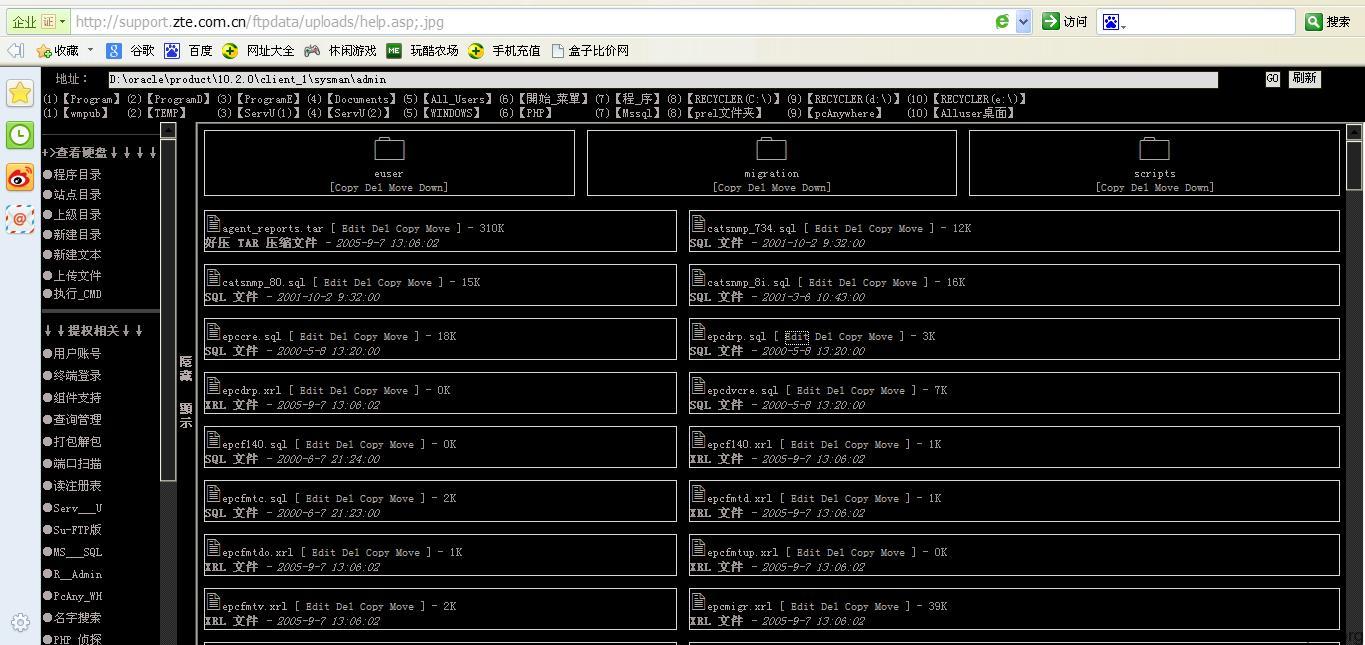 企业 证 http://support.zte.com.cn/ftpdata/uploads/help.asp;.jpg 访问 搜索
收藏 谷歌 百度 网址大全 休闲游戏 ME 玩酷农场 手机充值 盒子比价网
地址： D:\oracle\product\10.2.0\client_1\sysman\admin GO 刷新
(1)【Program】 (2)【ProgramD】 (3)【ProgramE】 (4)【Documents】 (5)【All_Users】 (6)【開始_菜單】 (7)【程_序】 (8)【RECYCLER(C:\)】 (9)【RECYCLER(d:\)】 (10)【RECYCLER(e:\)】
(1)【wmpub】 (2)【TEMP】 (3)【ServU(1)】 (4)【ServU(2)】 (5)【WINDOWS】 (6)【PHP】 (7)【Mssql】 (8)【prel文件夹】 (9)【pcAnywhere】 (10)【Alluser桌面】
+>查看硬盘↓↓↓↓
●程序目录
●站点目录
●上級目录
●新建目录
●新建文本
●上传文件
●执行_CMD
↓↓提权相关↓↓
●用户账号
●终端登录
●组件支持
●查询管理
●打包解包
●端口扫描
●读注册表
●Serv___U
●Su-FTP版
●MS___SQL
●R__Admin
●PcAny_WH
●名字搜索
●PHP 侦探
隐藏
顯示
euser
[Copy Del Move Down]
migration
[Copy Del Move Down]
scripts
[Copy Del Move Down]
agent_reports.tar [ Edit Del Copy Move ] - 310K
好压 TAR 压缩文件 - 2005-9-7 13:06:02
catsnmp_734.sql [ Edit Del Copy Move ] - 12K
SQL 文件 - 2001-10-2 9:32:00
catsnmp_80.sql [ Edit Del Copy Move ] - 15K
SQL 文件 - 2001-10-2 9:32:00
catsnmp_8i.sql [ Edit Del Copy Move ] - 16K
SQL 文件 - 2001-3-6 10:43:00
epccre.sql [ Edit Del Copy Move ] - 18K
SQL 文件 - 2000-5-8 13:20:00
epcdrp.sql [ Edit Del Copy Move ] - 3K
SQL 文件 - 2000-5-8 13:20:00
epcdrp.xrl [ Edit Del Copy Move ] - 0K
XRL 文件 - 2005-9-7 13:06:02
epcdvcre.sql [ Edit Del Copy Move ] - 7K
SQL 文件 - 2000-5-8 13:20:00
epcf140.sql [ Edit Del Copy Move ] - 0K
SQL 文件 - 2000-6-7 21:24:00
epcf140.xrl [ Edit Del Copy Move ] - 1K
XRL 文件 - 2005-9-7 13:06:02
epcfmtc.sql [ Edit Del Copy Move ] - 2K
SQL 文件 - 2000-6-7 21:23:00
epcfmtd.xrl [ Edit Del Copy Move ] - 1K
XRL 文件 - 2005-9-7 13:06:02
epcfmtdo.xrl [ Edit Del Copy Move ] - 1K
XRL 文件 - 2005-9-7 13:06:02
epcfmtup.xrl [ Edit Del Copy Move ] - 0K
XRL 文件 - 2005-9-7 13:06:02
epcfmtv.xrl [ Edit Del Copy Move ] - 2K
XRL 文件 - 2005-9-7 13:06:02
epcmigr.xrl [ Edit Del Copy Move ] - 39K
XRL 文件 - 2005-9-7 13:06:02